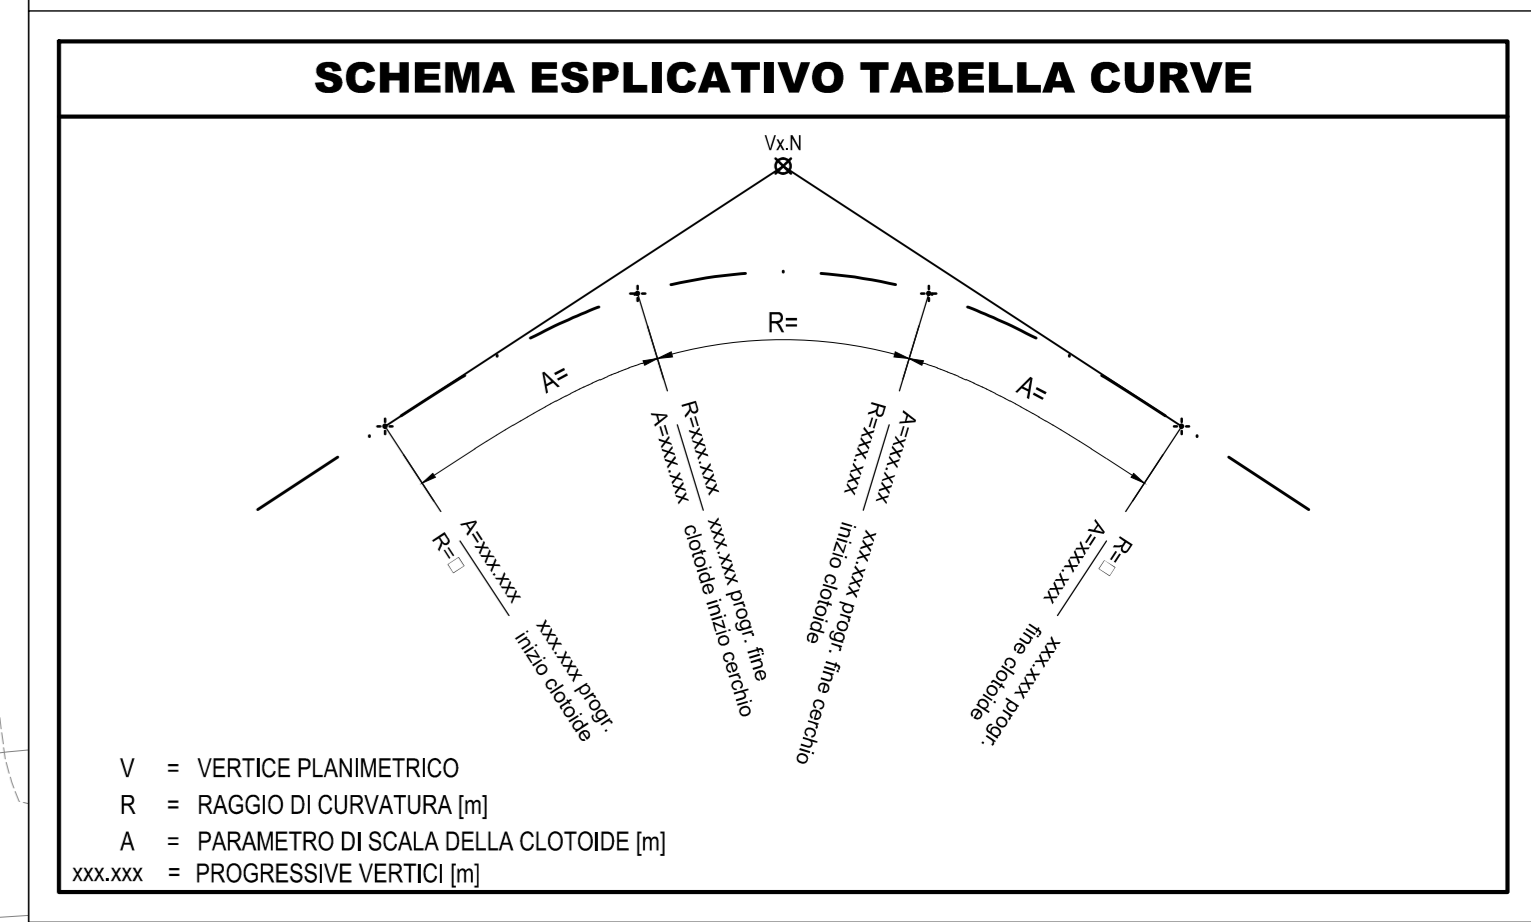 SCHEMA ESPLICATIVO TABELLA CURVE
Vx.N
R=
A=
A=
A=xxx.xxx
R=□
xxx.xxx progr.
inizio clotoide
R=xxx.xxx
A=xxx.xxx
xxx.xxx progr. fine
clotoide inizio cerchio
A=xxx.xxx
R=xxx.xxx
xxx.xxx progr. fine cerchio
inizio clotoide
R=□
A=xxx.xxx
xxx.xxx progr.
fine clotoide
V = VERTICE PLANIMETRICO
R = RAGGIO DI CURVATURA [m]
A = PARAMETRO DI SCALA DELLA CLOTOIDE [m]
xxx.xxx = PROGRESSIVE VERTICI [m]